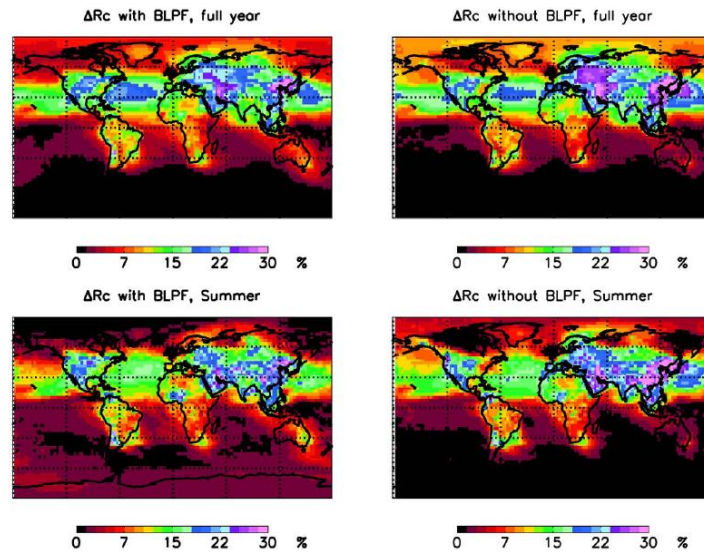 ΔRc with BLPF, full year
ΔRc without BLPF, full year
0 7 15 22 30 %
0 7 15 22 30 %
ΔRc with BLPF, Summer
ΔRc without BLPF, Summer
0 7 15 22 30 %
0 7 15 22 30 %